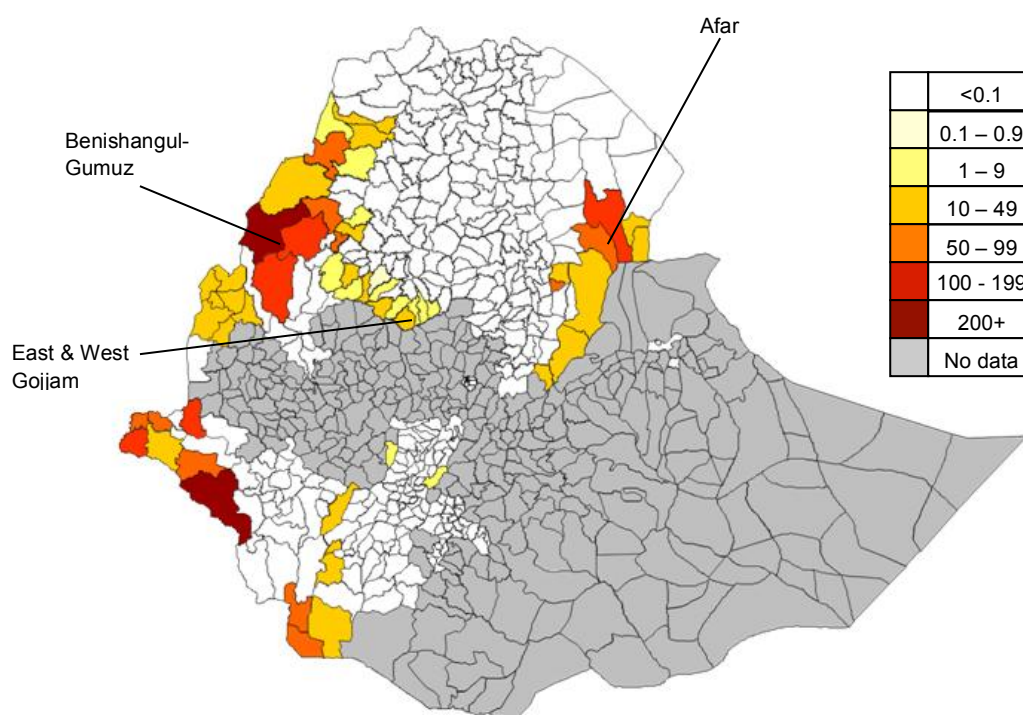 Afar
Benishangul-
Gumuz
East & West
Gojjam
<0.1
0.1 – 0.9
1 – 9
10 – 49
50 – 99
100 - 199
200+
No data